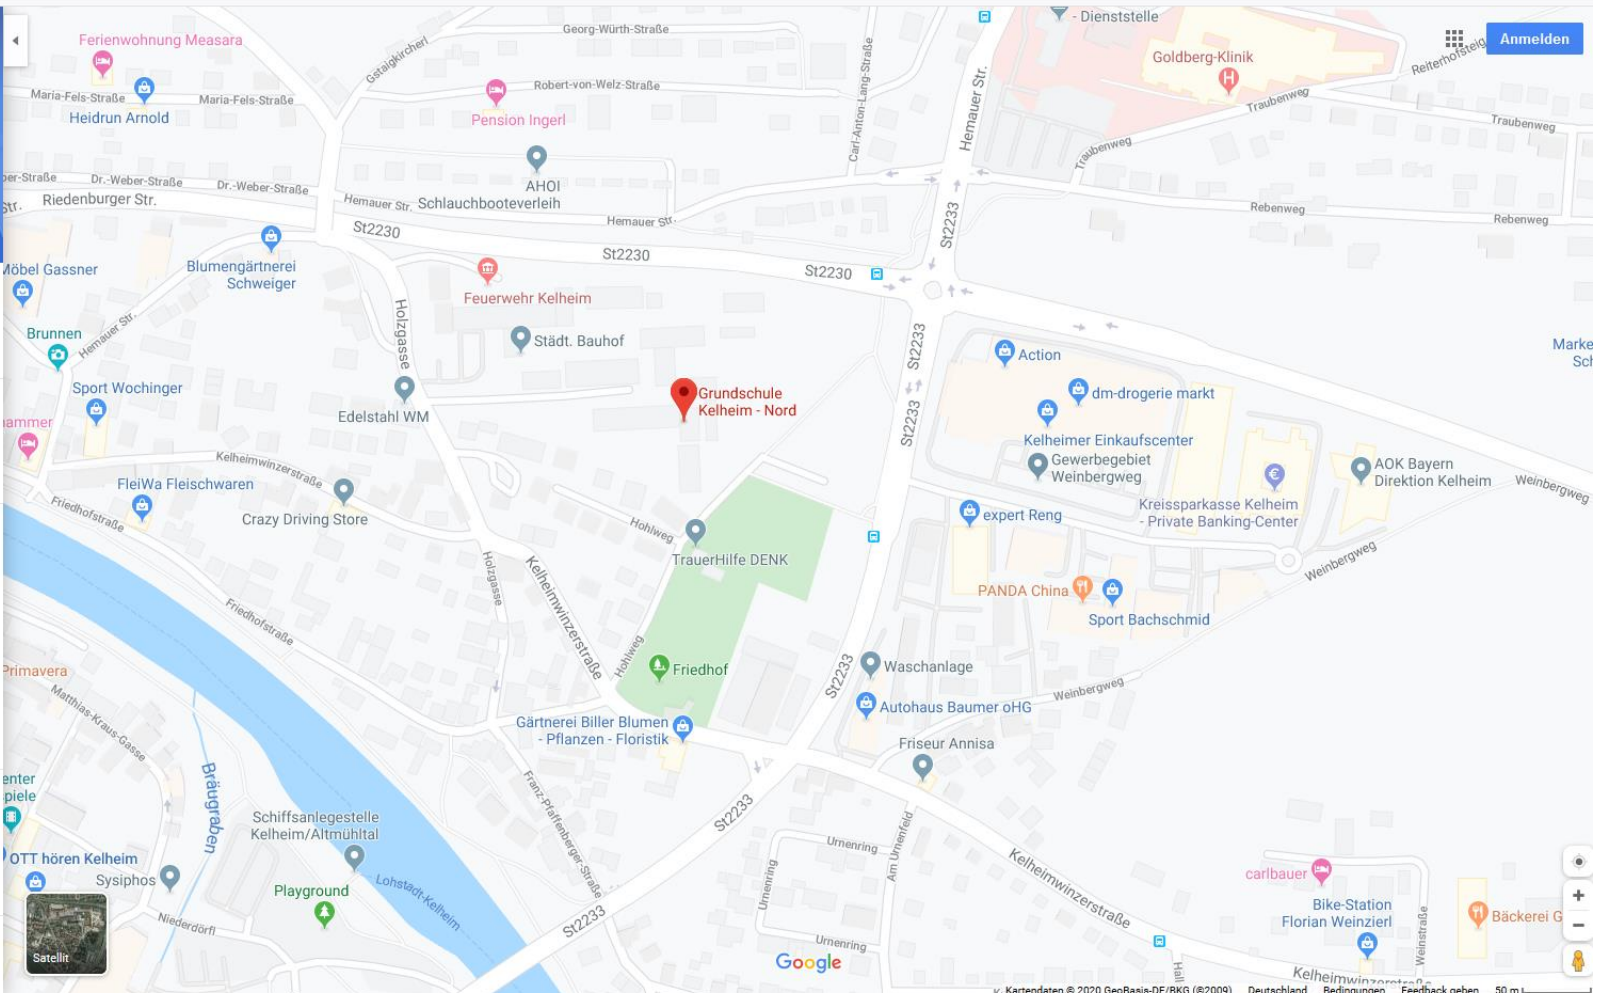 - Dienststelle
Anmelden
Georg-Würth-Straße
Ferienwohnung Measara
Gstaigkircherl
Goldberg-Klinik
Reiterhofsteig
Maria-Fels-Straße
Maria-Fels-Straße
Robert-von-Welz-Straße
Carl-Anton-Lang-Straße
Hemauer Str.
Traubenweg
Traubenweg
Traubenweg
Heidrun Arnold
Pension Ingerl
AHOI
Schlauchbooteverleih
Dr.-Weber-Straße
Dr.-Weber-Straße
Riedenburger Str.
Hemauer Str.
Hemauer Str.
Rebenweg
Rebenweg
St2230
St2230
St2230
St2233
Möbel Gassner
Blumengärtnerei
Schweiger
Feuerwehr Kelheim
Holzgasse
Hemauer Str.
Brunnen
Städt. Bauhof
St2233
Action
Sport Wochinger
Edelstahl WM
Grundschule
Kelheim - Nord
dm-drogerie markt
St2233
Kelheimer Einkaufscenter
Gewerbegebiet
Weinbergweg
AOK Bayern
Direktion Kelheim
Weinbergweg
Kelheimwinzerstraße
FleiWa Fleischwaren
Friedhofstraße
Crazy Driving Store
Hohlweg
expert Reng
Kreissparkasse Kelheim
- Private Banking-Center
TrauerHilfe DENK
Weinbergweg
Holzgasse
Kelheimwinzerstraße
PANDA China
Sport Bachschmid
Friedhofstraße
Hohlweg
Friedhof
St2233
Waschanlage
Weinbergweg
Primavera
Matthias-Kraus-Gasse
Autohaus Baumer oHG
Gärtnerei Biller Blumen
- Pflanzen - Floristik
Friseur Annisa
Bräugraben
Franz-Pfaffenberger-Straße
Schiffsanlegestelle
Kelheim/Altmühltal
St2233
Urnenring
Urnenring
Am Urnenfeld
Kelheimwinzerstraße
OTT hören Kelheim
Sysiphos
Playground
Lohstadt-Kelheim
carlbauer
Bike-Station
Florian Weinzierl
Weinstraße
Bäckerei G
Niederdörfl
St2233
Urnenring
Satellit
Google
Kelheimwinzerstraße
Kartendaten © 2020 GeoBasis-DE/BKG (©2009) Deutschland Bedingungen Feedback geben 50 m